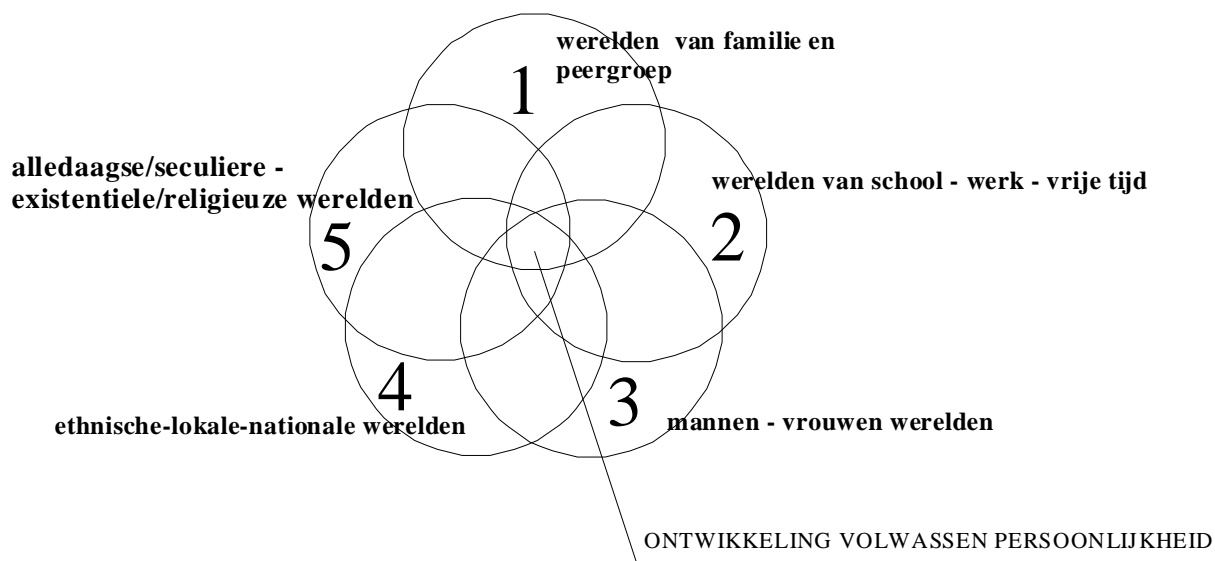 werelden van familie en
peergroep
1
alledaagse/seculiere -
existentiele/religieuze werelden
werelden van school - werk - vrije tijd
5
2
4
3
ethnische-lokale-nationale werelden
mannen - vrouwen werelden
ONTWIKKELING VOLWASSEN PERSOONLIJKHEID